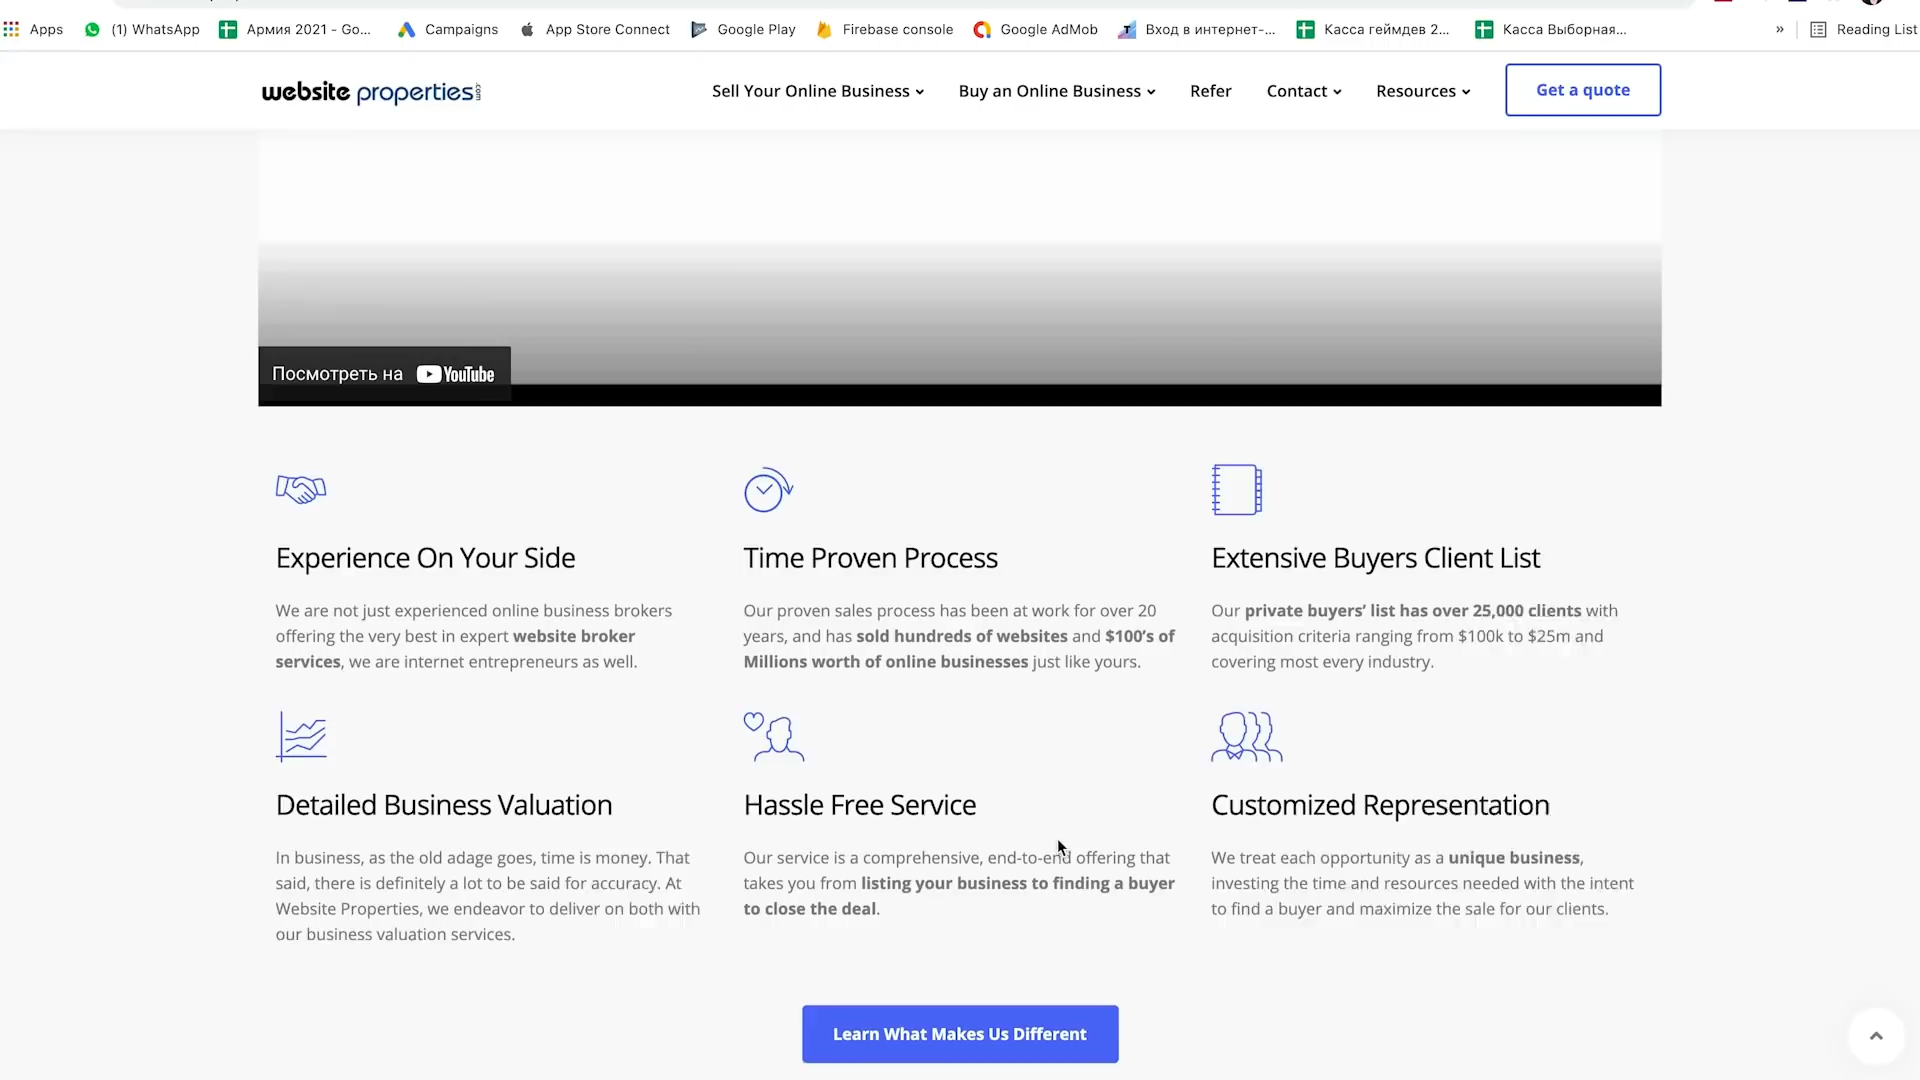 Apps (1) WhatsApp Армия 2021 - Go... Campaigns App Store Connect Google Play Firebase console Google AdMob Вход в интернет-... Касса геймдев 2... Касса Выборная... » Reading List
website properties.com Sell Your Online Business Buy an Online Business Refer Contact Resources Get a quote
Посмотреть на YouTube
Experience On Your Side
We are not just experienced online business brokers
offering the very best in expert website broker
services, we are internet entrepreneurs as well.
Time Proven Process
Our proven sales process has been at work for over 20
years, and has sold hundreds of websites and $100's of
Millions worth of online businesses just like yours.
Extensive Buyers Client List
Our private buyers’ list has over 25,000 clients with
acquisition criteria ranging from $100k to $25m and
covering most every industry.
Detailed Business Valuation
In business, as the old adage goes, time is money. That
said, there is definitely a lot to be said for accuracy. At
Website Properties, we endeavor to deliver on both with
our business valuation services.
Hassle Free Service
Our service is a comprehensive, end-to-end offering that
takes you from listing your business to finding a buyer
to close the deal.
Customized Representation
We treat each opportunity as a unique business,
investing the time and resources needed with the intent
to find a buyer and maximize the sale for our clients.
Learn What Makes Us Different